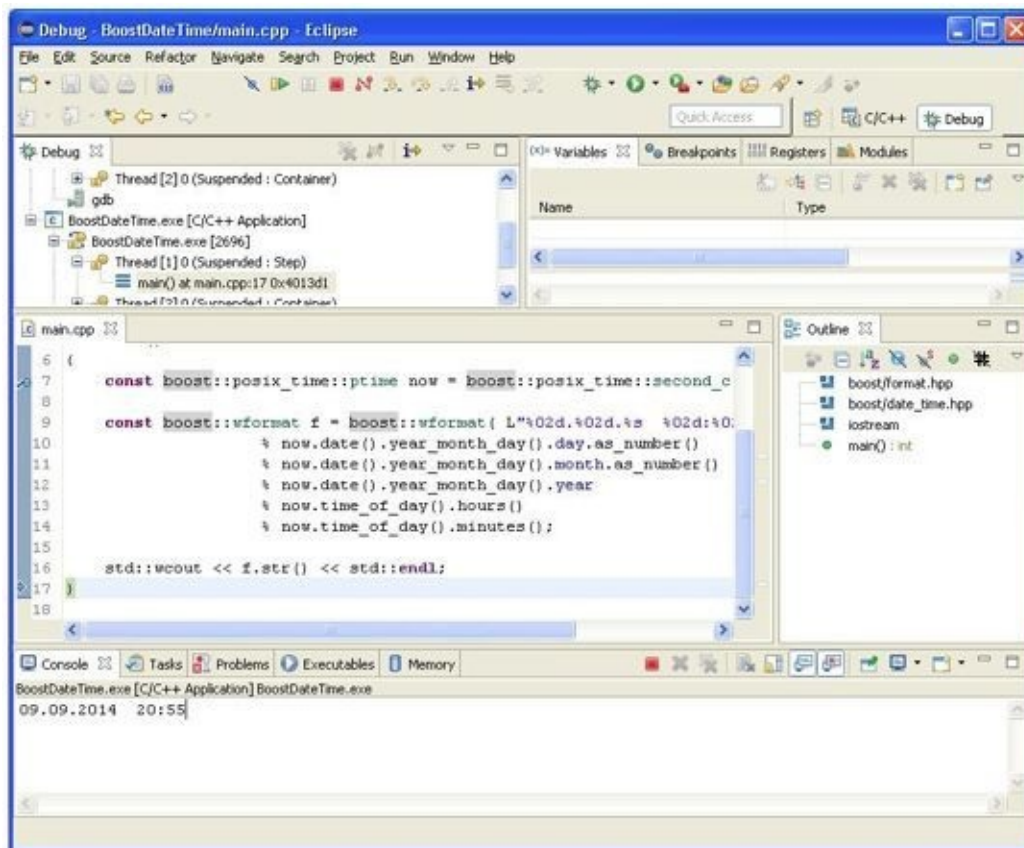 Debug - BoostDateTime/main.cpp - Eclipse
File Edit Source Refactor Navigate Search Project Run Window Help
Quick Access C/C++ Debug
Debug
Thread [2] 0 (Suspended : Container)
gdb
BoostDateTime.exe [C/C++ Application]
BoostDateTime.exe [2696]
Thread [1] 0 (Suspended : Step)
main() at main.cpp:17 0x4013d1
Thread [2] 0 (Suspended : Container)
(x)= Variables Breakpoints Registers Modules
Name Type
main.cpp
6 {
7 const boost::posix_time::ptime now = boost::posix_time::second_c
8
9 const boost::wformat f = boost::wformat( L"%02d.%02d.%s %02d:%02
10 % now.date().year_month_day().day.as_number()
11 % now.date().year_month_day().month.as_number()
12 % now.date().year_month_day().year
13 % now.time_of_day().hours()
14 % now.time_of_day().minutes();
15
16 std::wcout << f.str() << std::endl;
17 }
18
Outline
boost/format.hpp
boost/date_time.hpp
iostream
main() : int
Console Tasks Problems Executables Memory
BoostDateTime.exe [C/C++ Application] BoostDateTime.exe
09.09.2014 20:55